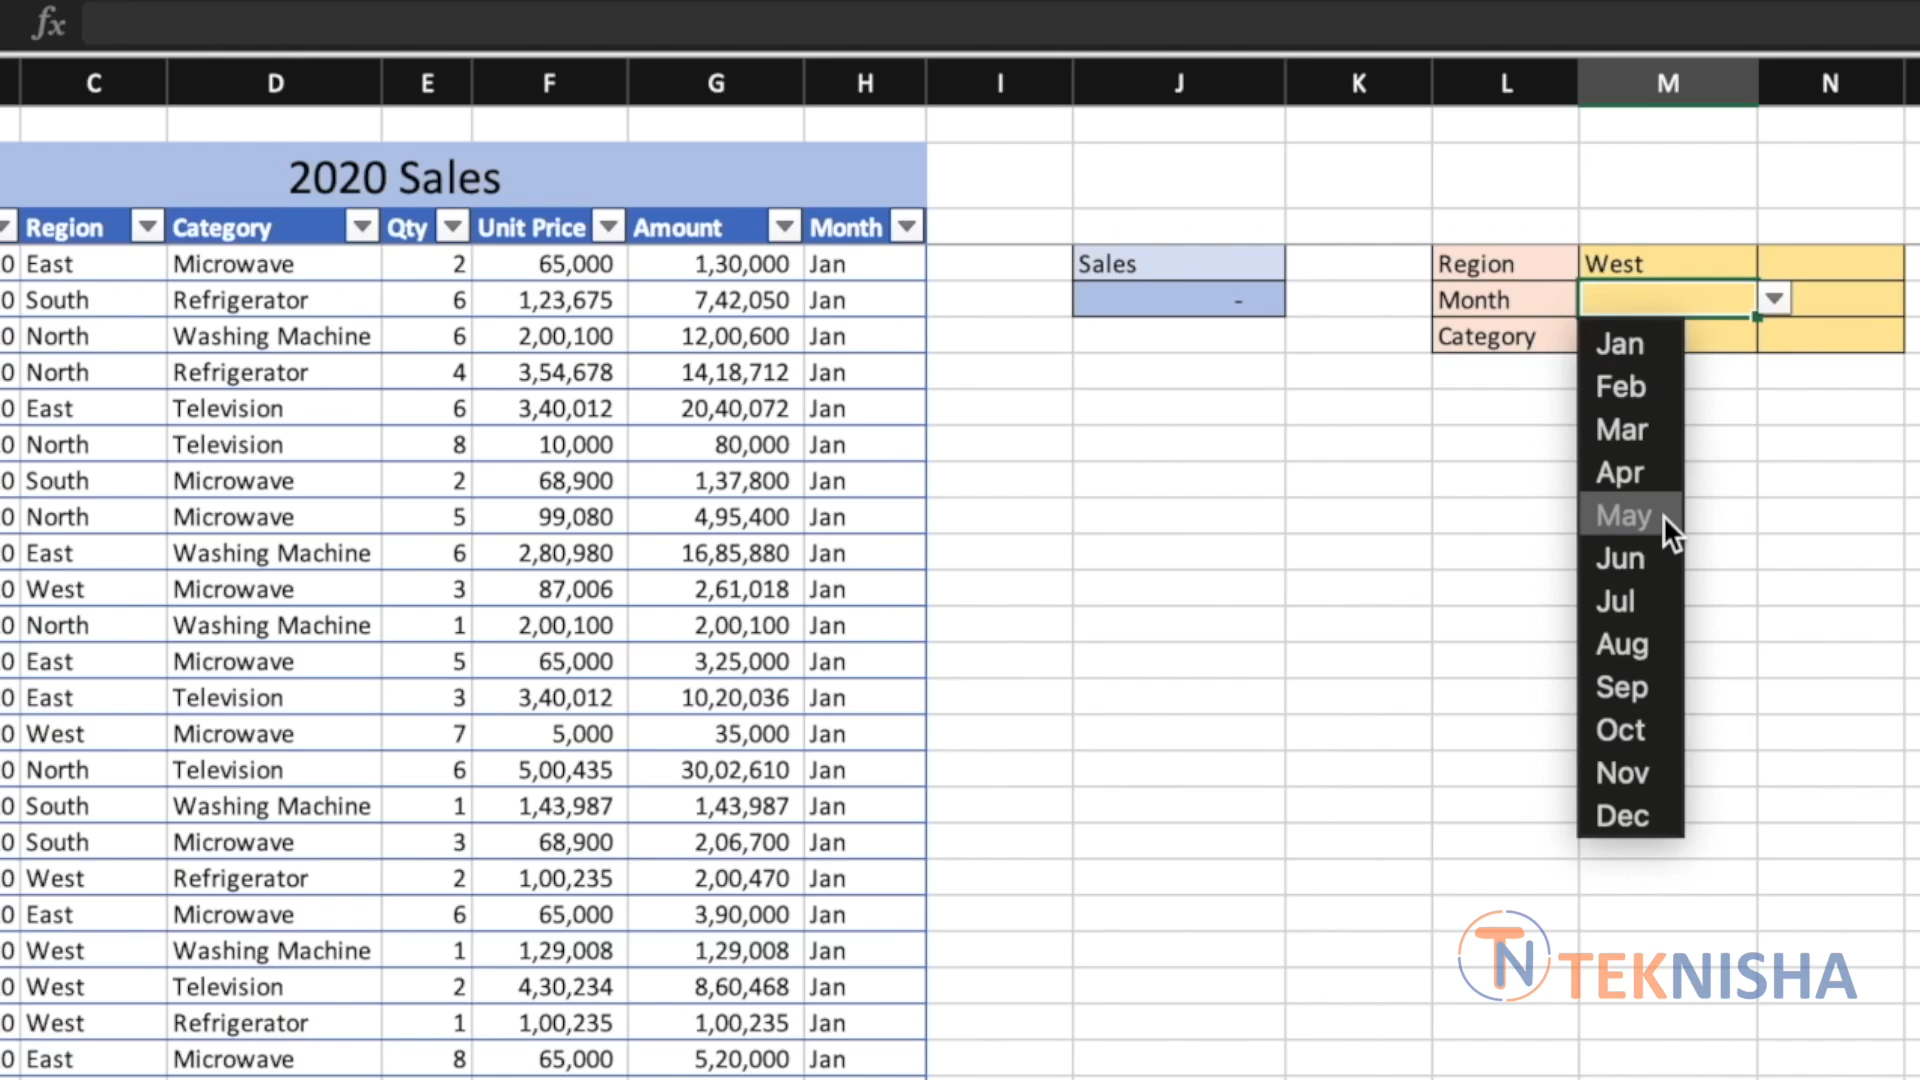 fx
C D E F G H I J K L M N
2020 Sales
Region Category Qty Unit Price Amount Month
0 East Microwave 2 65,000 1,30,000 Jan Sales Region West
0 South Refrigerator 6 1,23,675 7,42,050 Jan - Month
0 North Washing Machine 6 2,00,100 12,00,600 Jan Category
0 North Refrigerator 4 3,54,678 14,18,712 Jan
0 East Television 6 3,40,012 20,40,072 Jan
0 North Television 8 10,000 80,000 Jan
0 South Microwave 2 68,900 1,37,800 Jan
0 North Microwave 5 99,080 4,95,400 Jan
0 East Washing Machine 6 2,80,980 16,85,880 Jan
0 West Microwave 3 87,006 2,61,018 Jan
0 North Washing Machine 1 2,00,100 2,00,100 Jan
0 East Microwave 5 65,000 3,25,000 Jan
0 East Television 3 3,40,012 10,20,036 Jan
0 West Microwave 7 5,000 35,000 Jan
0 North Television 6 5,00,435 30,02,610 Jan
0 South Washing Machine 1 1,43,987 1,43,987 Jan
0 South Microwave 3 68,900 2,06,700 Jan
0 West Refrigerator 2 1,00,235 2,00,470 Jan
0 East Microwave 6 65,000 3,90,000 Jan
0 West Washing Machine 1 1,29,008 1,29,008 Jan
0 West Television 2 4,30,234 8,60,468 Jan
0 West Refrigerator 1 1,00,235 1,00,235 Jan
0 East Microwave 8 65,000 5,20,000 Jan
Jan
Feb
Mar
Apr
May
Jun
Jul
Aug
Sep
Oct
Nov
Dec
TN TEKNISHA